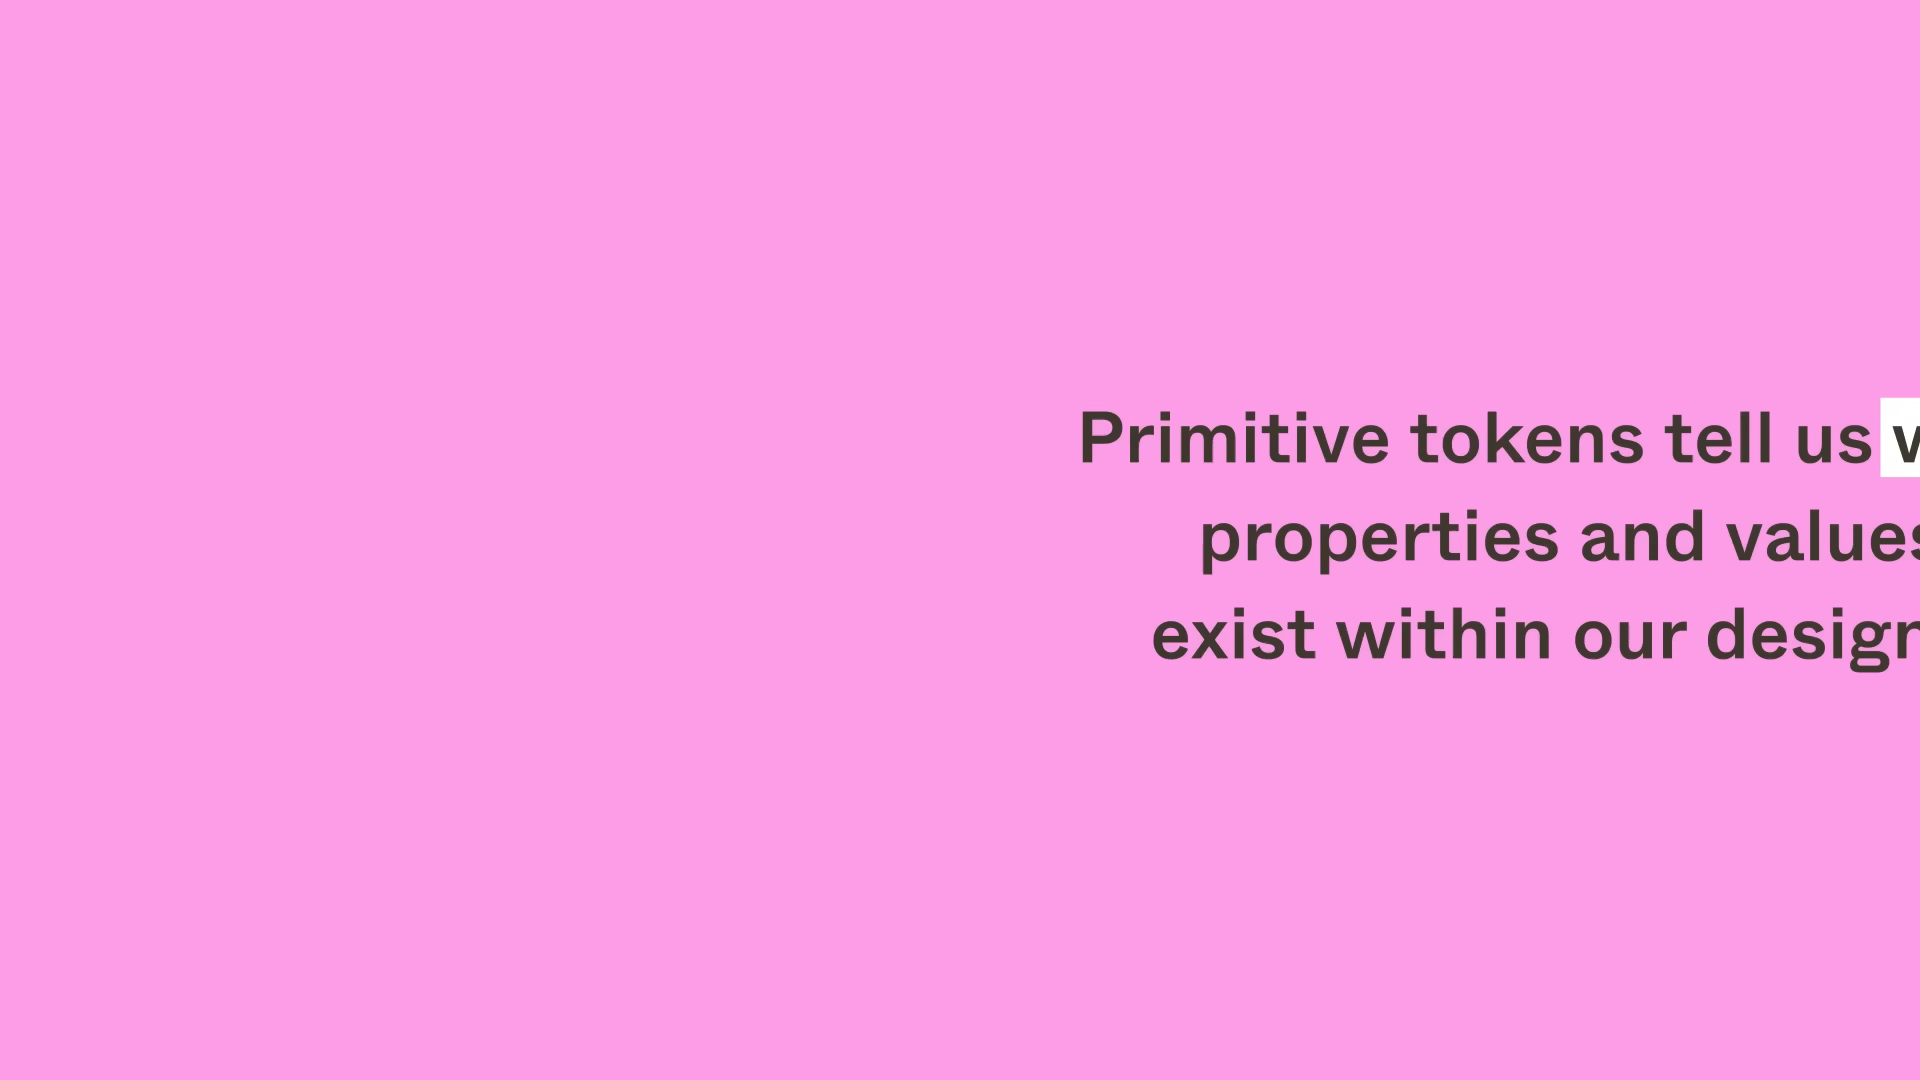 Primitive tokens tell us
properties and values
exist within our design